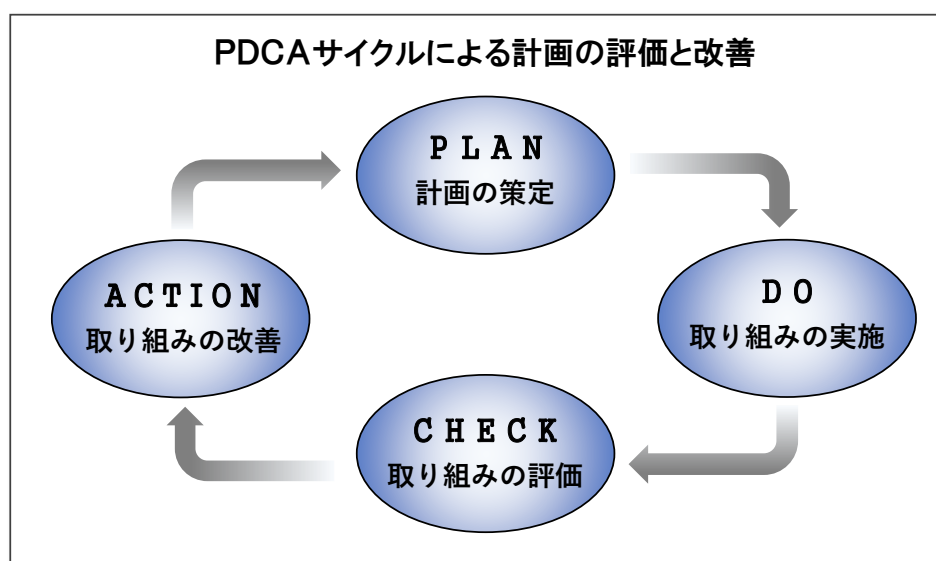 PDCAサイクルによる計画の評価と改善
PLAN
計画の策定
DO
取り組みの実施
CHECK
取り組みの評価
ACTION
取り組みの改善